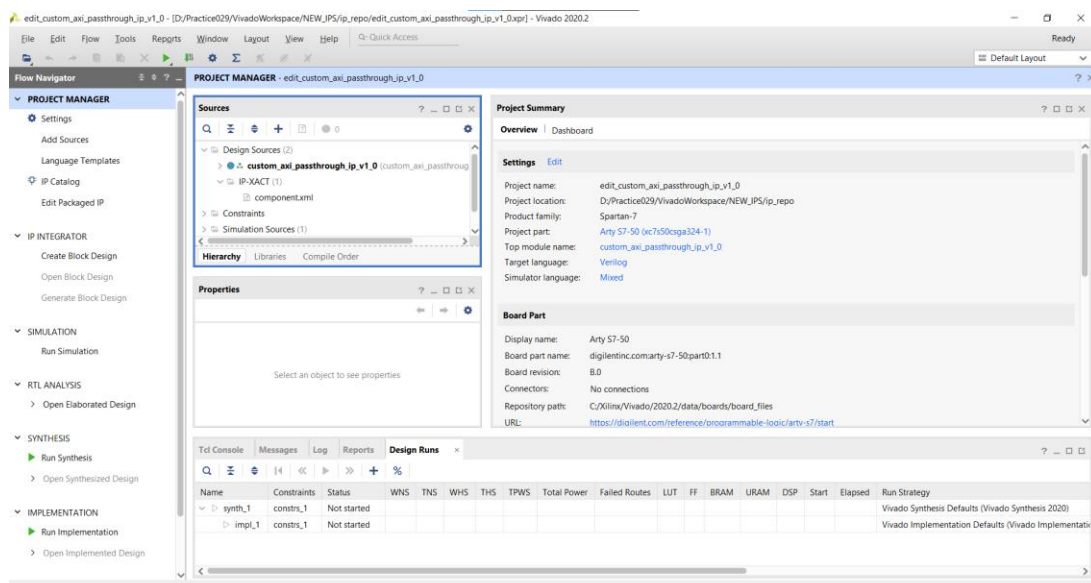 edit_custom_axi_passthrough_ip_v1_0 - [D:/Practice029/VivadoWorkspace/NEW_IPS/ip_repo/edit_custom_axi_passthrough_ip_v1_0.xpr] - Vivado 2020.2
File Edit Flow Tools Reports Window Layout View Help Q- Quick Access Ready
Default Layout
Flow Navigator
PROJECT MANAGER
Settings
Add Sources
Language Templates
IP Catalog
Edit Packaged IP
IP INTEGRATOR
Create Block Design
Open Block Design
Generate Block Design
SIMULATION
Run Simulation
RTL ANALYSIS
Open Elaborated Design
SYNTHESIS
Run Synthesis
Open Synthesized Design
IMPLEMENTATION
Run Implementation
Open Implemented Design
PROJECT MANAGER - edit_custom_axi_passthrough_ip_v1_0
Sources
0
Design Sources (2)
custom_axi_passthrough_ip_v1_0 (custom_axi_passthroug
IP-XACT (1)
component.xml
Constraints
Simulation Sources (1)
Hierarchy Libraries Compile Order
Properties
Select an object to see properties
Project Summary
Overview | Dashboard
Settings Edit
Project name: edit_custom_axi_passthrough_ip_v1_0
Project location: D:/Practice029/VivadoWorkspace/NEW_IPS/ip_repo
Product family: Spartan-7
Project part: Arty S7-50 (xc7s50csga324-1)
Top module name: custom_axi_passthrough_ip_v1_0
Target language: Verilog
Simulator language: Mixed
Board Part
Display name: Arty S7-50
Board part name: digilentinc.com:arty-s7-50:part0:1.1
Board revision: B.0
Connectors: No connections
Repository path: C:/Xilinx/Vivado/2020.2/data/boards/board_files
URL: https://digilent.com/reference/programmable-logic/arty-s7/start
Tcl Console Messages Log Reports Design Runs
Name Constraints Status WNS TNS WHS THS TPWS Total Power Failed Routes LUT FF BRAM URAM DSP Start Elapsed Run Strategy
synth_1 constrs_1 Not started Vivado Synthesis Defaults (Vivado Synthesis 2020)
impl_1 constrs_1 Not started Vivado Implementation Defaults (Vivado Implementati